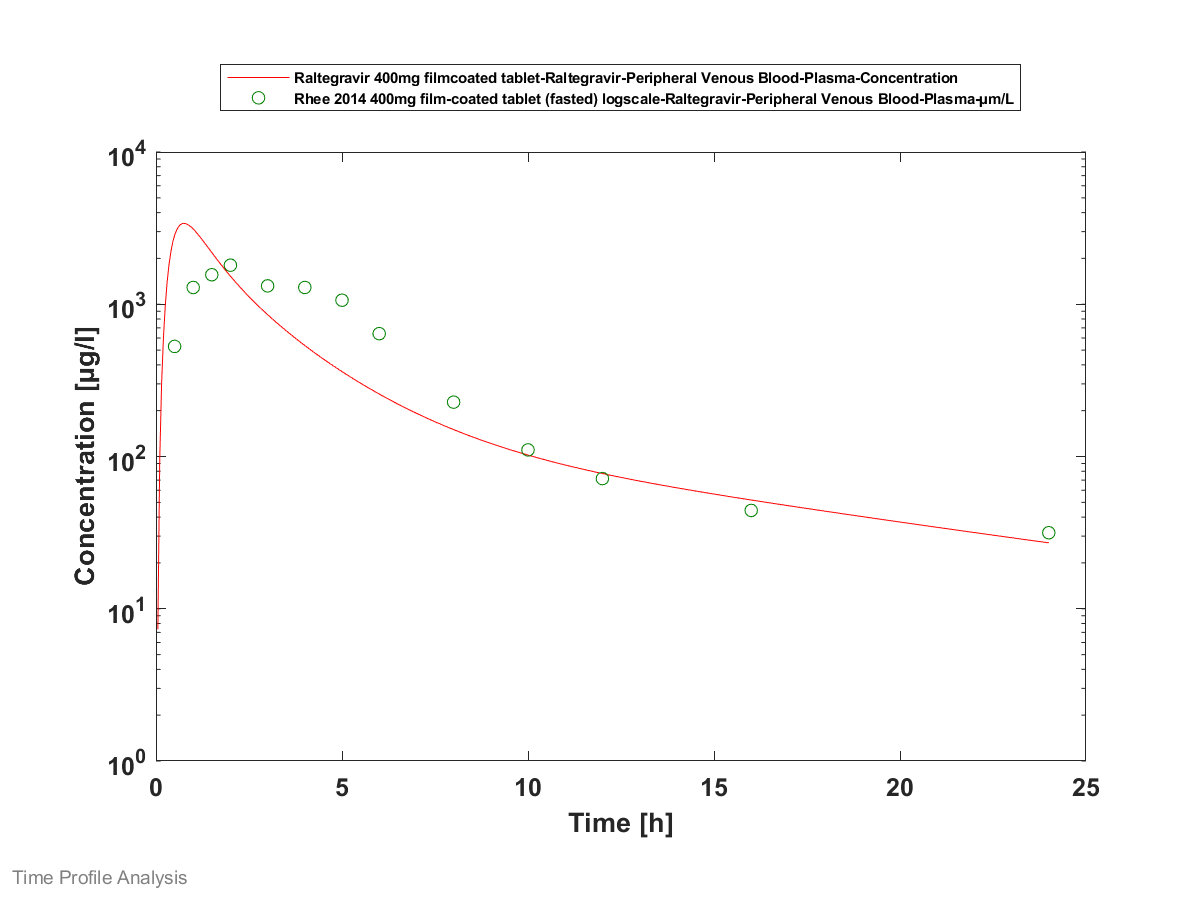 Raltegravir 400mg filmcoated tablet-Raltegravir-Peripheral Venous Blood-Plasma-Concentration
Rhee 2014 400mg film-coated tablet (fasted) logscale-Raltegravir-Peripheral Venous Blood-Plasma-µm/L
10^4
10^3
10^2
10^1
10^0
Concentration [µg/l]
0 5 10 15 20 25
Time [h]
Time Profile Analysis